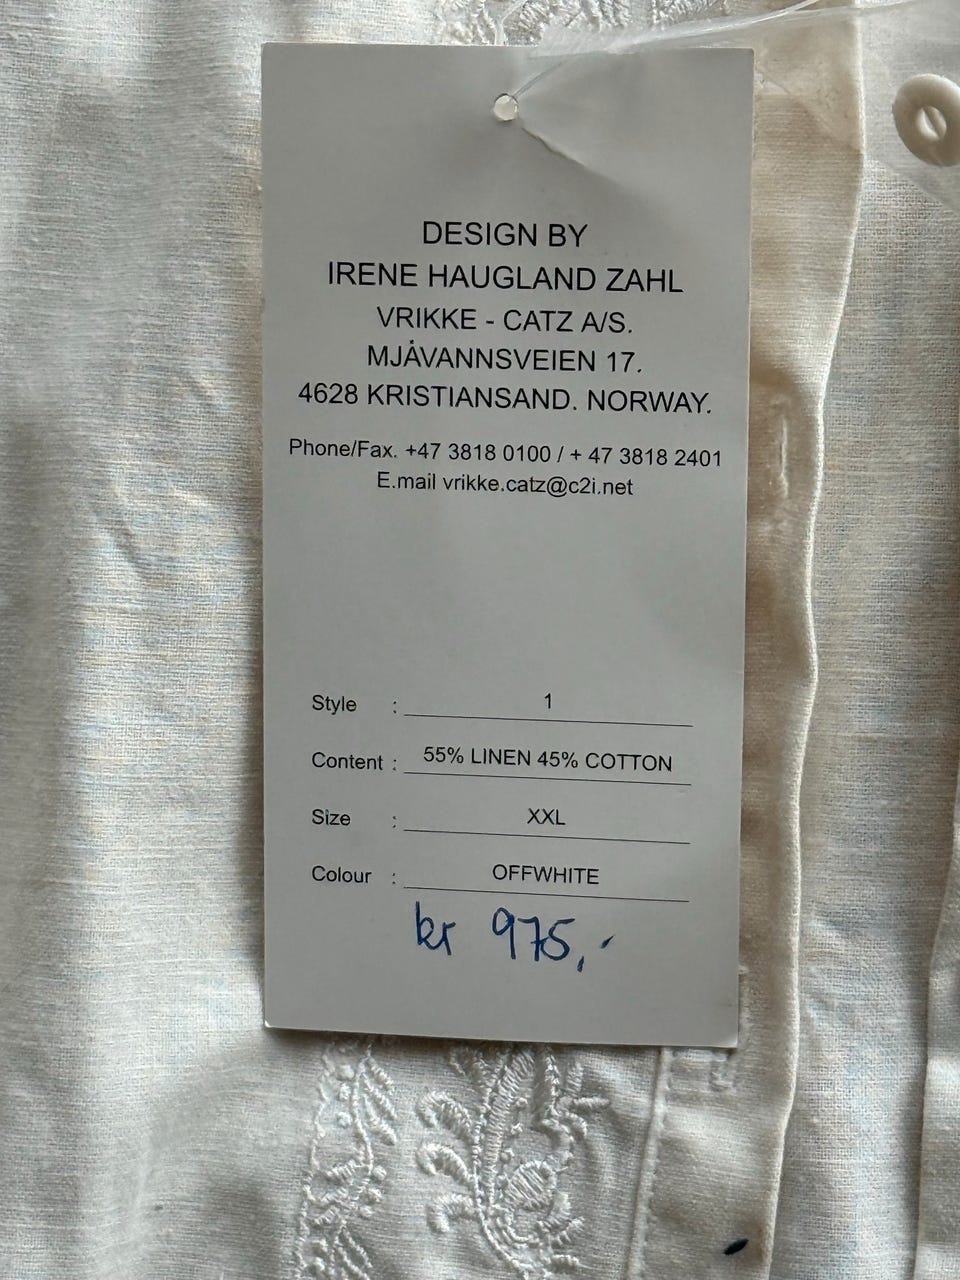 DESIGN BY
IRENE HAUGLAND ZAHL
VRIKKE - CATZ A/S.
MJÅVANNSVEIEN 17.
4628 KRISTIANSAND. NORWAY.
Phone/Fax. +47 3818 0100 / + 47 3818 2401
E.mail vrikke.catz@c2i.net
Style : 1
Content : 55% LINEN 45% COTTON
Size : XXL
Colour : OFFWHITE
kr 975,-